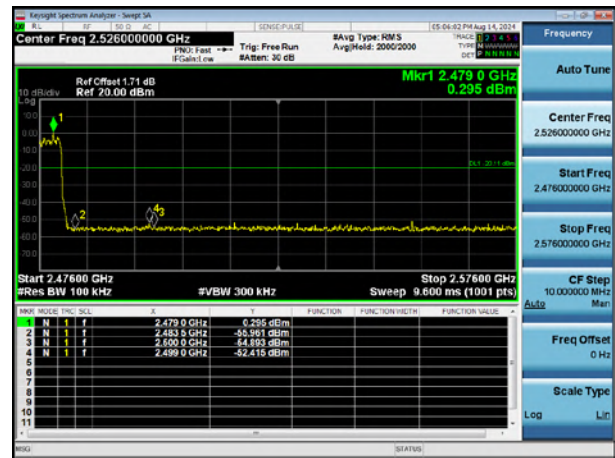 Keysight Spectrum Analyzer - Swept SA
RL RF 50 Ω AC SENSE:PULSE 05:06:02 PM Aug 14, 2024
Center Freq 2.526000000 GHz
PNO: Fast
IFGain:Low
Trig: Free Run
#Atten: 30 dB
#Avg Type: RMS
Avg|Hold: 2000/2000
TRACE 1 2 3 4 5 6
TYPE M WWWWW
DET P N N N N N
Ref Offset 1.71 dB
10 dB/div Ref 20.00 dBm
Log
Mkr1 2.479 0 GHz
0.295 dBm
10.0
0.00
-10.0
-20.0
-30.0
-40.0
-50.0
-60.0
-70.0
1
2
4
3
Start 2.47600 GHz Stop 2.57600 GHz
#Res BW 100 kHz #VBW 300 kHz Sweep 9.600 ms (1001 pts)
MKR MODE TRC SCL X Y FUNCTION FUNCTION WIDTH FUNCTION VALUE
1 N 1 f 2.479 0 GHz 0.295 dBm
2 N 1 f 2.483 5 GHz -55.961 dBm
3 N 1 f 2.500 0 GHz -54.893 dBm
4 N 1 f 2.499 0 GHz -52.415 dBm
5
6
7
8
9
10
11
MSG STATUS
Frequency
Auto Tune
Center Freq
2.526000000 GHz
Start Freq
2.476000000 GHz
Stop Freq
2.576000000 GHz
CF Step
10.000000 MHz
Auto Man
Freq Offset
0 Hz
Scale Type
Log Lin